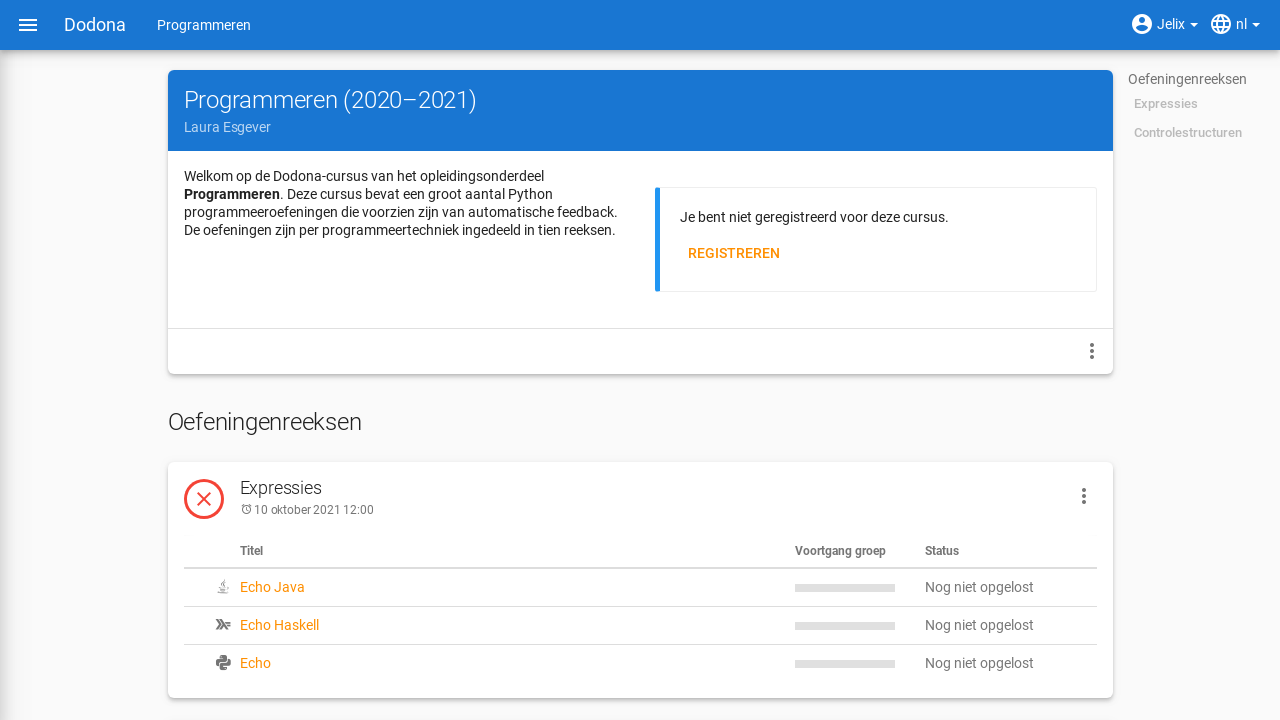 Dodona
Programmeren
Jelix
nl
Programmeren (2020–2021)
Laura Esgever
Welkom op de Dodona-cursus van het opleidingsonderdeel
Programmeren. Deze cursus bevat een groot aantal Python
programmeeroefeningen die voorzien zijn van automatische feedback.
De oefeningen zijn per programmeertechniek ingedeeld in tien reeksen.
Je bent niet geregistreerd voor deze cursus.
REGISTREREN
Oefeningenreeksen
Expressies
Controlestructuren
Oefeningenreeksen
Expressies
10 oktober 2021 12:00
Titel Voortgang groep Status
Echo Java Nog niet opgelost
Echo Haskell Nog niet opgelost
Echo Nog niet opgelost